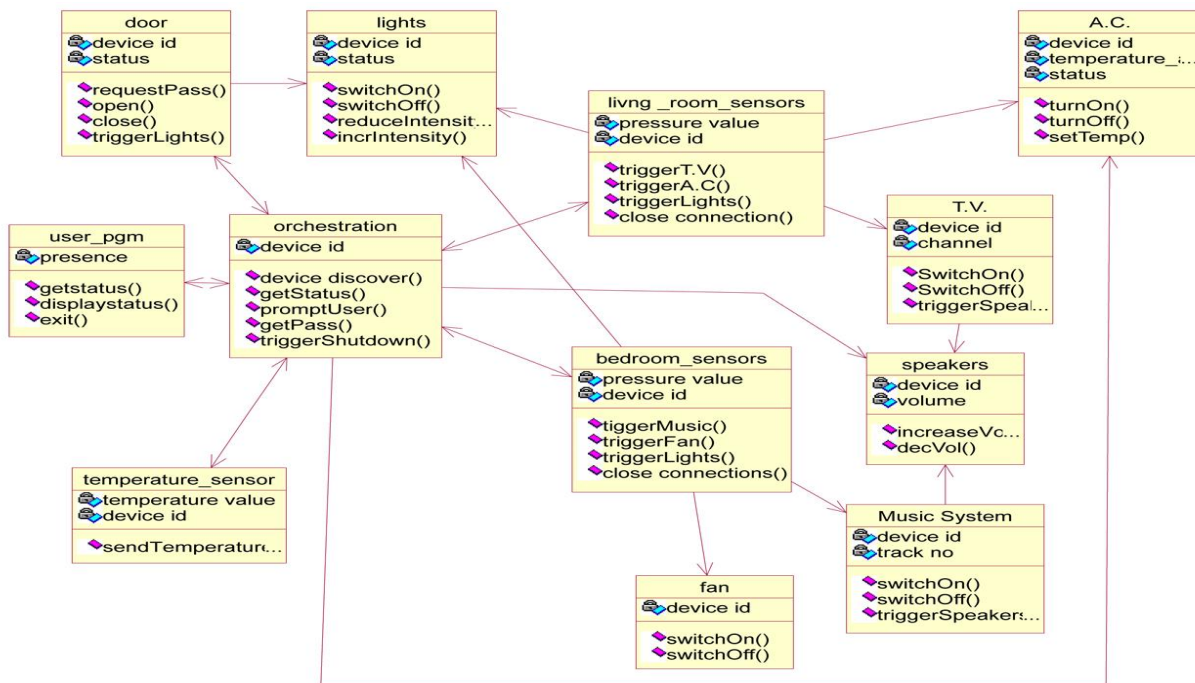 door
device id
status
requestPass()
open()
close()
triggerLights()
lights
device id
status
switchOn()
switchOff()
reduceIntensit...
incrIntensity()
A.C.
device id
temperature_...
status
turnOn()
turnOff()
setTemp()
livng _room_sensors
pressure value
device id
triggerT.V()
triggerA.C()
triggerLights()
close connection()
T.V.
device id
channel
SwitchOn()
SwitchOff()
triggerSpea...
user_pgm
presence
getstatus()
displaystatus()
exit()
orchestration
device id
device discover()
getStatus()
promptUser()
getPass()
triggerShutdown()
bedroom_sensors
pressure value
device id
tiggerMusic()
triggerFan()
triggerLights()
close connections()
speakers
device id
volume
increaseVo...
decVol()
temperature_sensor
temperature value
device id
sendTemperature...
Music System
device id
track no
switchOn()
switchOff()
triggerSpeakers...
fan
device id
switchOn()
switchOff()